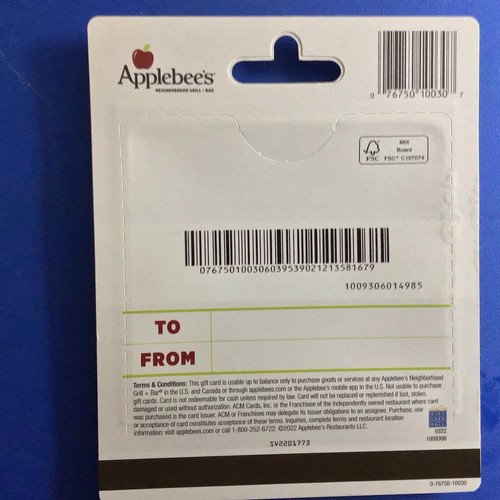 Applebee's
NEIGHBORHOOD GRILL + BAR
0 76750 10030 7
FSC
MIX
Board
FSC® C107074
076750100306039539021213581679
1009306014985
TO
FROM
Terms & Conditions: This gift card is usable up to balance only to purchase goods or services at any Applebee's Neighborhood
Grill + Bar® in the U.S. and Canada or through applebees.com or the Applebee's mobile app in the U.S. Not usable to purchase
gift cards. Card is not redeemable for cash unless required by law. Card will not be replaced or replenished if lost, stolen,
damaged or used without authorization. ACM Cards, Inc. or the Franchisee of the independently owned restaurant where card
was purchased is the card issuer. ACM or Franchisee may delegate its issuer obligations to an assignee. Purchase, use
or acceptance of card constitutes acceptance of these terms. Inquiries, complete terms and restaurant location
information: visit applebees.com or call 1-800-252-6722. ©2022 Applebee's Restaurants LLC.
0322
1009306
SV2201773
0-76750-10030